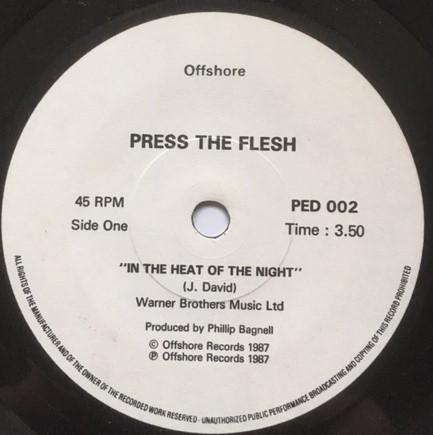 Offshore
PRESS THE FLESH
45 RPM
Side One
PED 002
Time : 3.50
"IN THE HEAT OF THE NIGHT"
(J. David)
Warner Brothers Music Ltd
Produced by Phillip Bagnell
© Offshore Records 1987
℗ Offshore Records 1987
ALL RIGHTS OF THE MANUFACTURER AND OF THE OWNER OF THE RECORDED WORK RESERVED - UNAUTHORIZED PUBLIC PERFORMANCE BROADCASTING AND COPYING OF THIS RECORD PROHIBITED